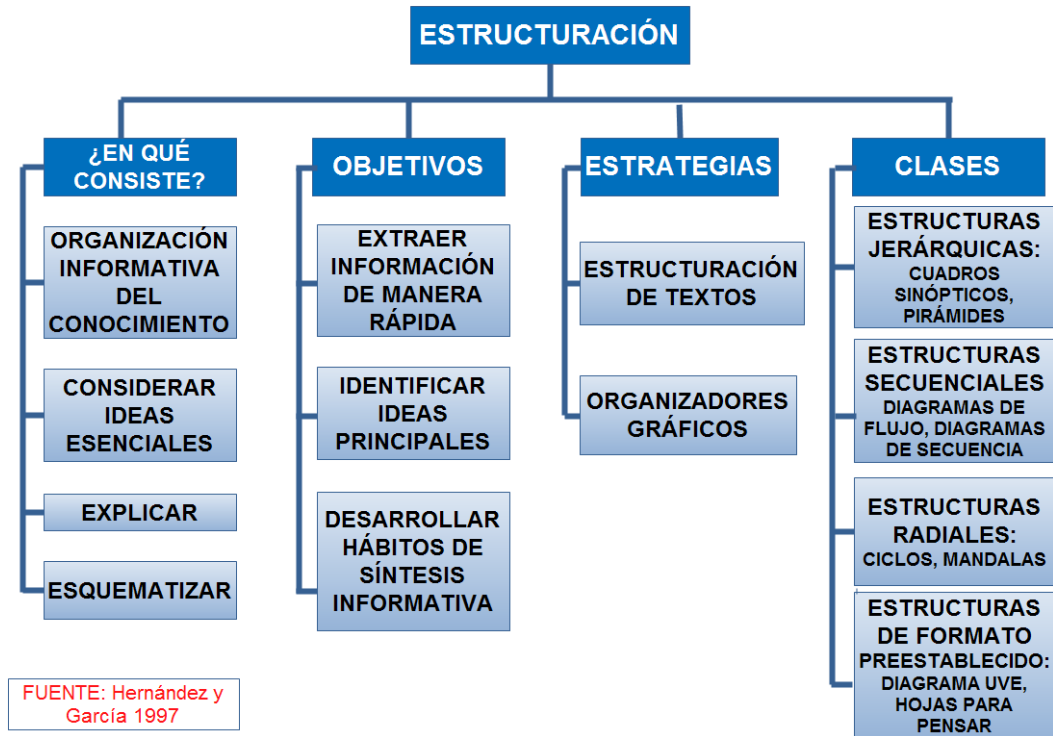 ESTRUCTURACIÓN
¿EN QUÉ
CONSISTE?
ORGANIZACIÓN
INFORMATIVA
DEL
CONOCIMIENTO
CONSIDERAR
IDEAS
ESENCIALES
EXPLICAR
ESQUEMATIZAR
OBJETIVOS
EXTRAER
INFORMACIÓN
DE MANERA
RÁPIDA
IDENTIFICAR
IDEAS
PRINCIPALES
DESARROLLAR
HÁBITOS DE
SÍNTESIS
INFORMATIVA
ESTRATEGIAS
ESTRUCTURACIÓN
DE TEXTOS
ORGANIZADORES
GRÁFICOS
CLASES
ESTRUCTURAS
JERÁRQUICAS:
CUADROS
SINÓPTICOS,
PIRÁMIDES
ESTRUCTURAS
SECUENCIALES
DIAGRAMAS DE
FLUJO, DIAGRAMAS
DE SECUENCIA
ESTRUCTURAS
RADIALES:
CICLOS, MANDALAS
ESTRUCTURAS
DE FORMATO
PREESTABLECIDO:
DIAGRAMA UVE,
HOJAS PARA
PENSAR
FUENTE: Hernández y
García 1997